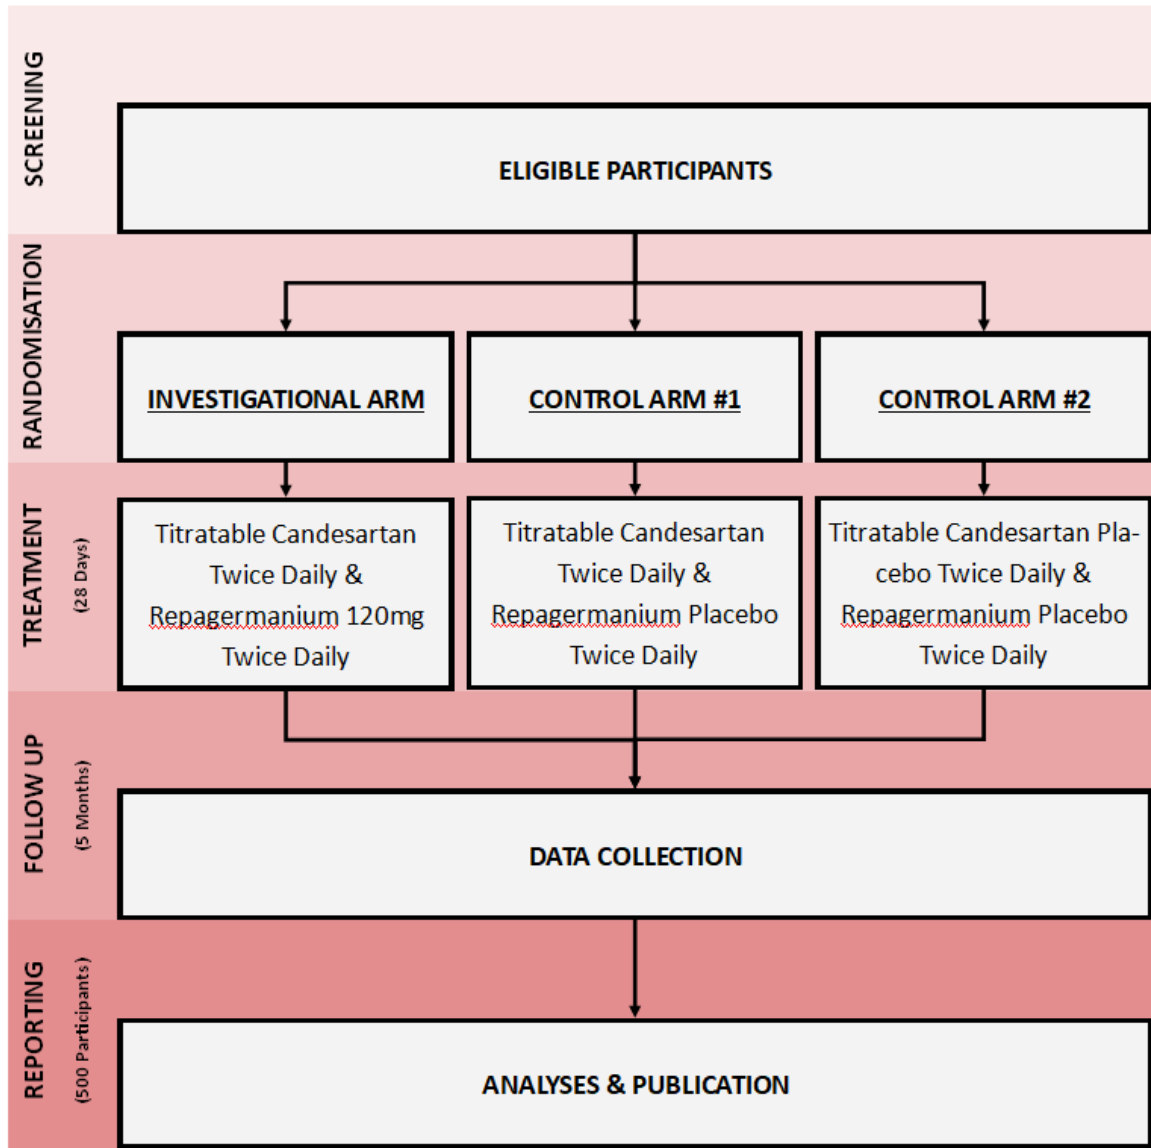 SCREENING
ELIGIBLE PARTICIPANTS
RANDOMISATION
INVESTIGATIONAL ARM
CONTROL ARM #1
CONTROL ARM #2
TREATMENT
(28 Days)
Titratable Candesartan
Twice Daily &
Repagermanium 120mg
Twice Daily
Titratable Candesartan
Twice Daily &
Repagermanium Placebo
Twice Daily
Titratable Candesartan Pla-
cebo Twice Daily &
Repagermanium Placebo
Twice Daily
FOLLOW UP
(5 Months)
DATA COLLECTION
REPORTING
(500 Participants)
ANALYSES & PUBLICATION